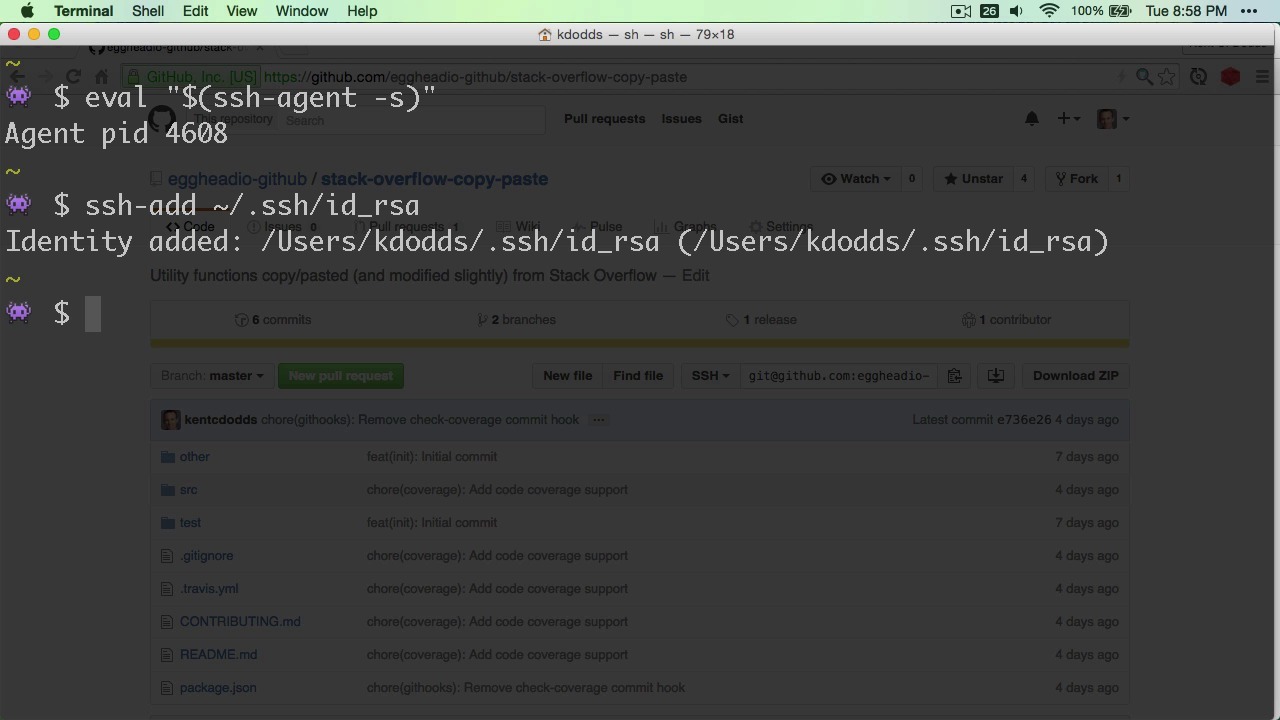 Terminal Shell Edit View Window Help 26 100% Tue 8:58 PM
kdodds — sh — sh — 79×18
eggheadio-github/stack-o
~
GitHub, Inc. [US] https://github.com/eggheadio-github/stack-overflow-copy-paste
$ eval "$(ssh-agent -s)"
This repository Search Pull requests Issues Gist
Agent pid 4608
~
eggheadio-github / stack-overflow-copy-paste Watch 0 Unstar 4 Fork 1
$ ssh-add ~/.ssh/id_rsa
Code Issues 0 Pull requests 1 Wiki Pulse Graphs Settings
Identity added: /Users/kdodds/.ssh/id_rsa (/Users/kdodds/.ssh/id_rsa)
~
Utility functions copy/pasted (and modified slightly) from Stack Overflow — Edit
$
6 commits 2 branches 1 release 1 contributor
Branch: master New pull request New file Find file SSH git@github.com:eggheadio- Download ZIP
kentcdodds chore(githooks): Remove check-coverage commit hook ... Latest commit e736e26 4 days ago
other feat(init): Initial commit 7 days ago
src chore(coverage): Add code coverage support 4 days ago
test feat(init): Initial commit 7 days ago
.gitignore chore(coverage): Add code coverage support 4 days ago
.travis.yml chore(coverage): Add code coverage support 4 days ago
CONTRIBUTING.md chore(coverage): Add code coverage support 4 days ago
README.md chore(coverage): Add code coverage support 4 days ago
package.json chore(githooks): Remove check-coverage commit hook 4 days ago